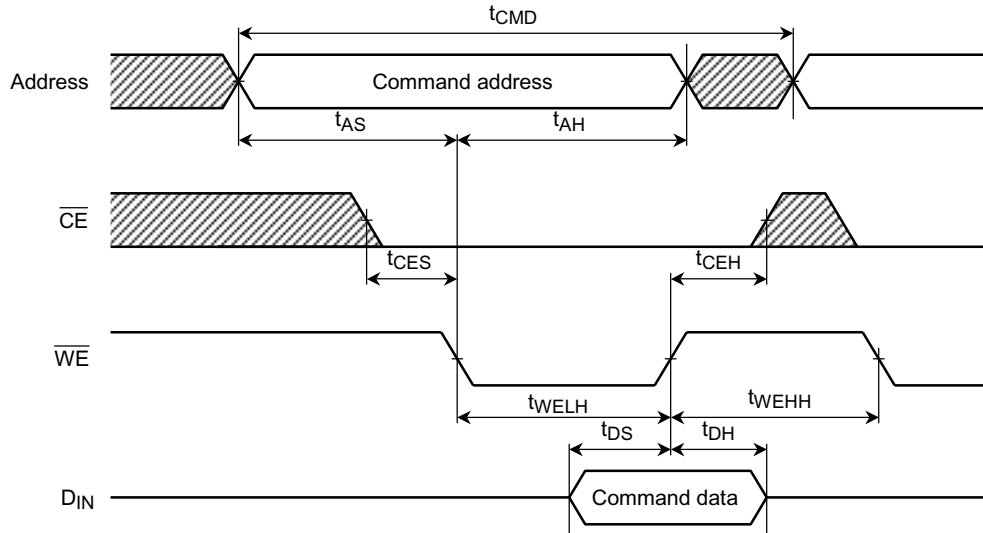 tCMD
Address
Command address
tAS
tAH
CE
tCES
tCEH
WE
tWELH
tWEHH
tDS
tDH
DIN
Command data